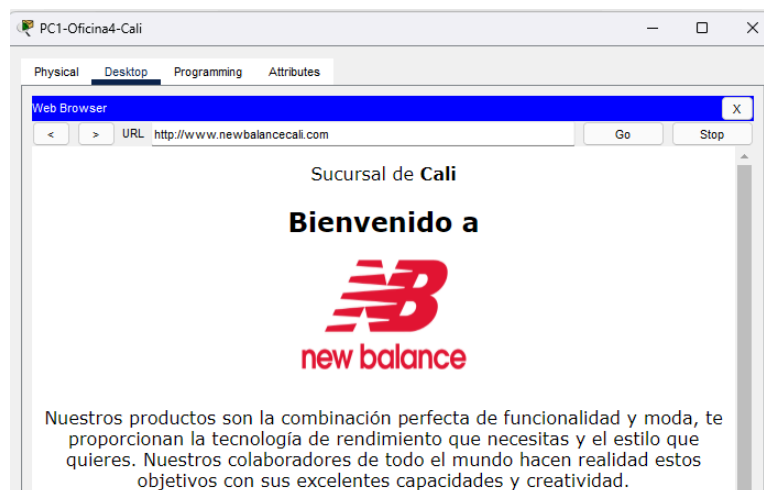 PC1-Oficina4-Cali
Physical Desktop Programming Attributes
Web Browser X
< > URL http://www.newbalancecali.com Go Stop
Sucursal de Cali
Bienvenido a
NB
new balance
Nuestros productos son la combinación perfecta de funcionalidad y moda, te
proporcionan la tecnología de rendimiento que necesitas y el estilo que
quieres. Nuestros colaboradores de todo el mundo hacen realidad estos
objetivos con sus excelentes capacidades y creatividad.